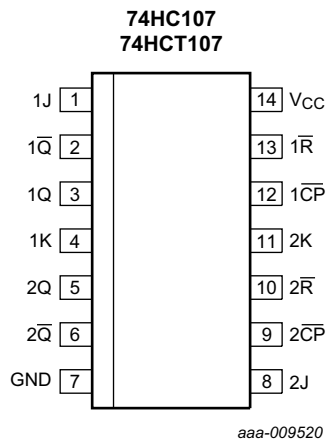 74HC107
74HCT107
1J 1 14 V_CC
1Q̅ 2 13 1R̅
1Q 3 12 1C̅P̅
1K 4 11 2K
2Q 5 10 2R̅
2Q̅ 6 9 2C̅P̅
GND 7 8 2J
aaa-009520